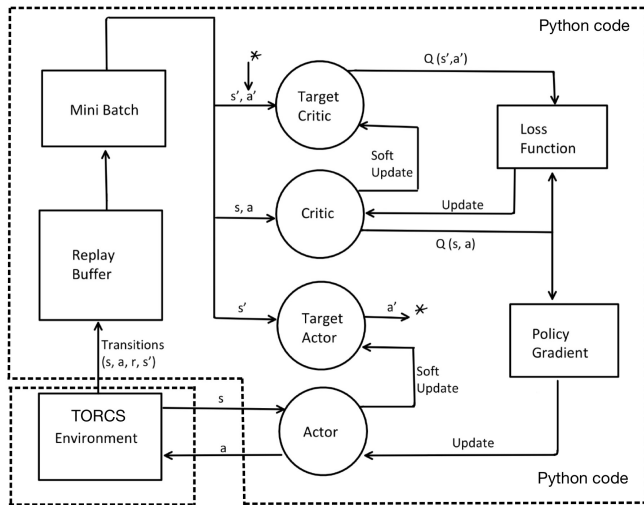 Python code
Mini Batch
s’, a’
Target
Critic
Q (s’,a’)
Loss
Function
Soft
Update
s, a
Critic
Update
Q (s, a)
Replay
Buffer
s’
Target
Actor
a’
Policy
Gradient
Transitions
(s, a, r, s’)
Soft
Update
TORCS
Environment
s
a
Actor
Update
Python code